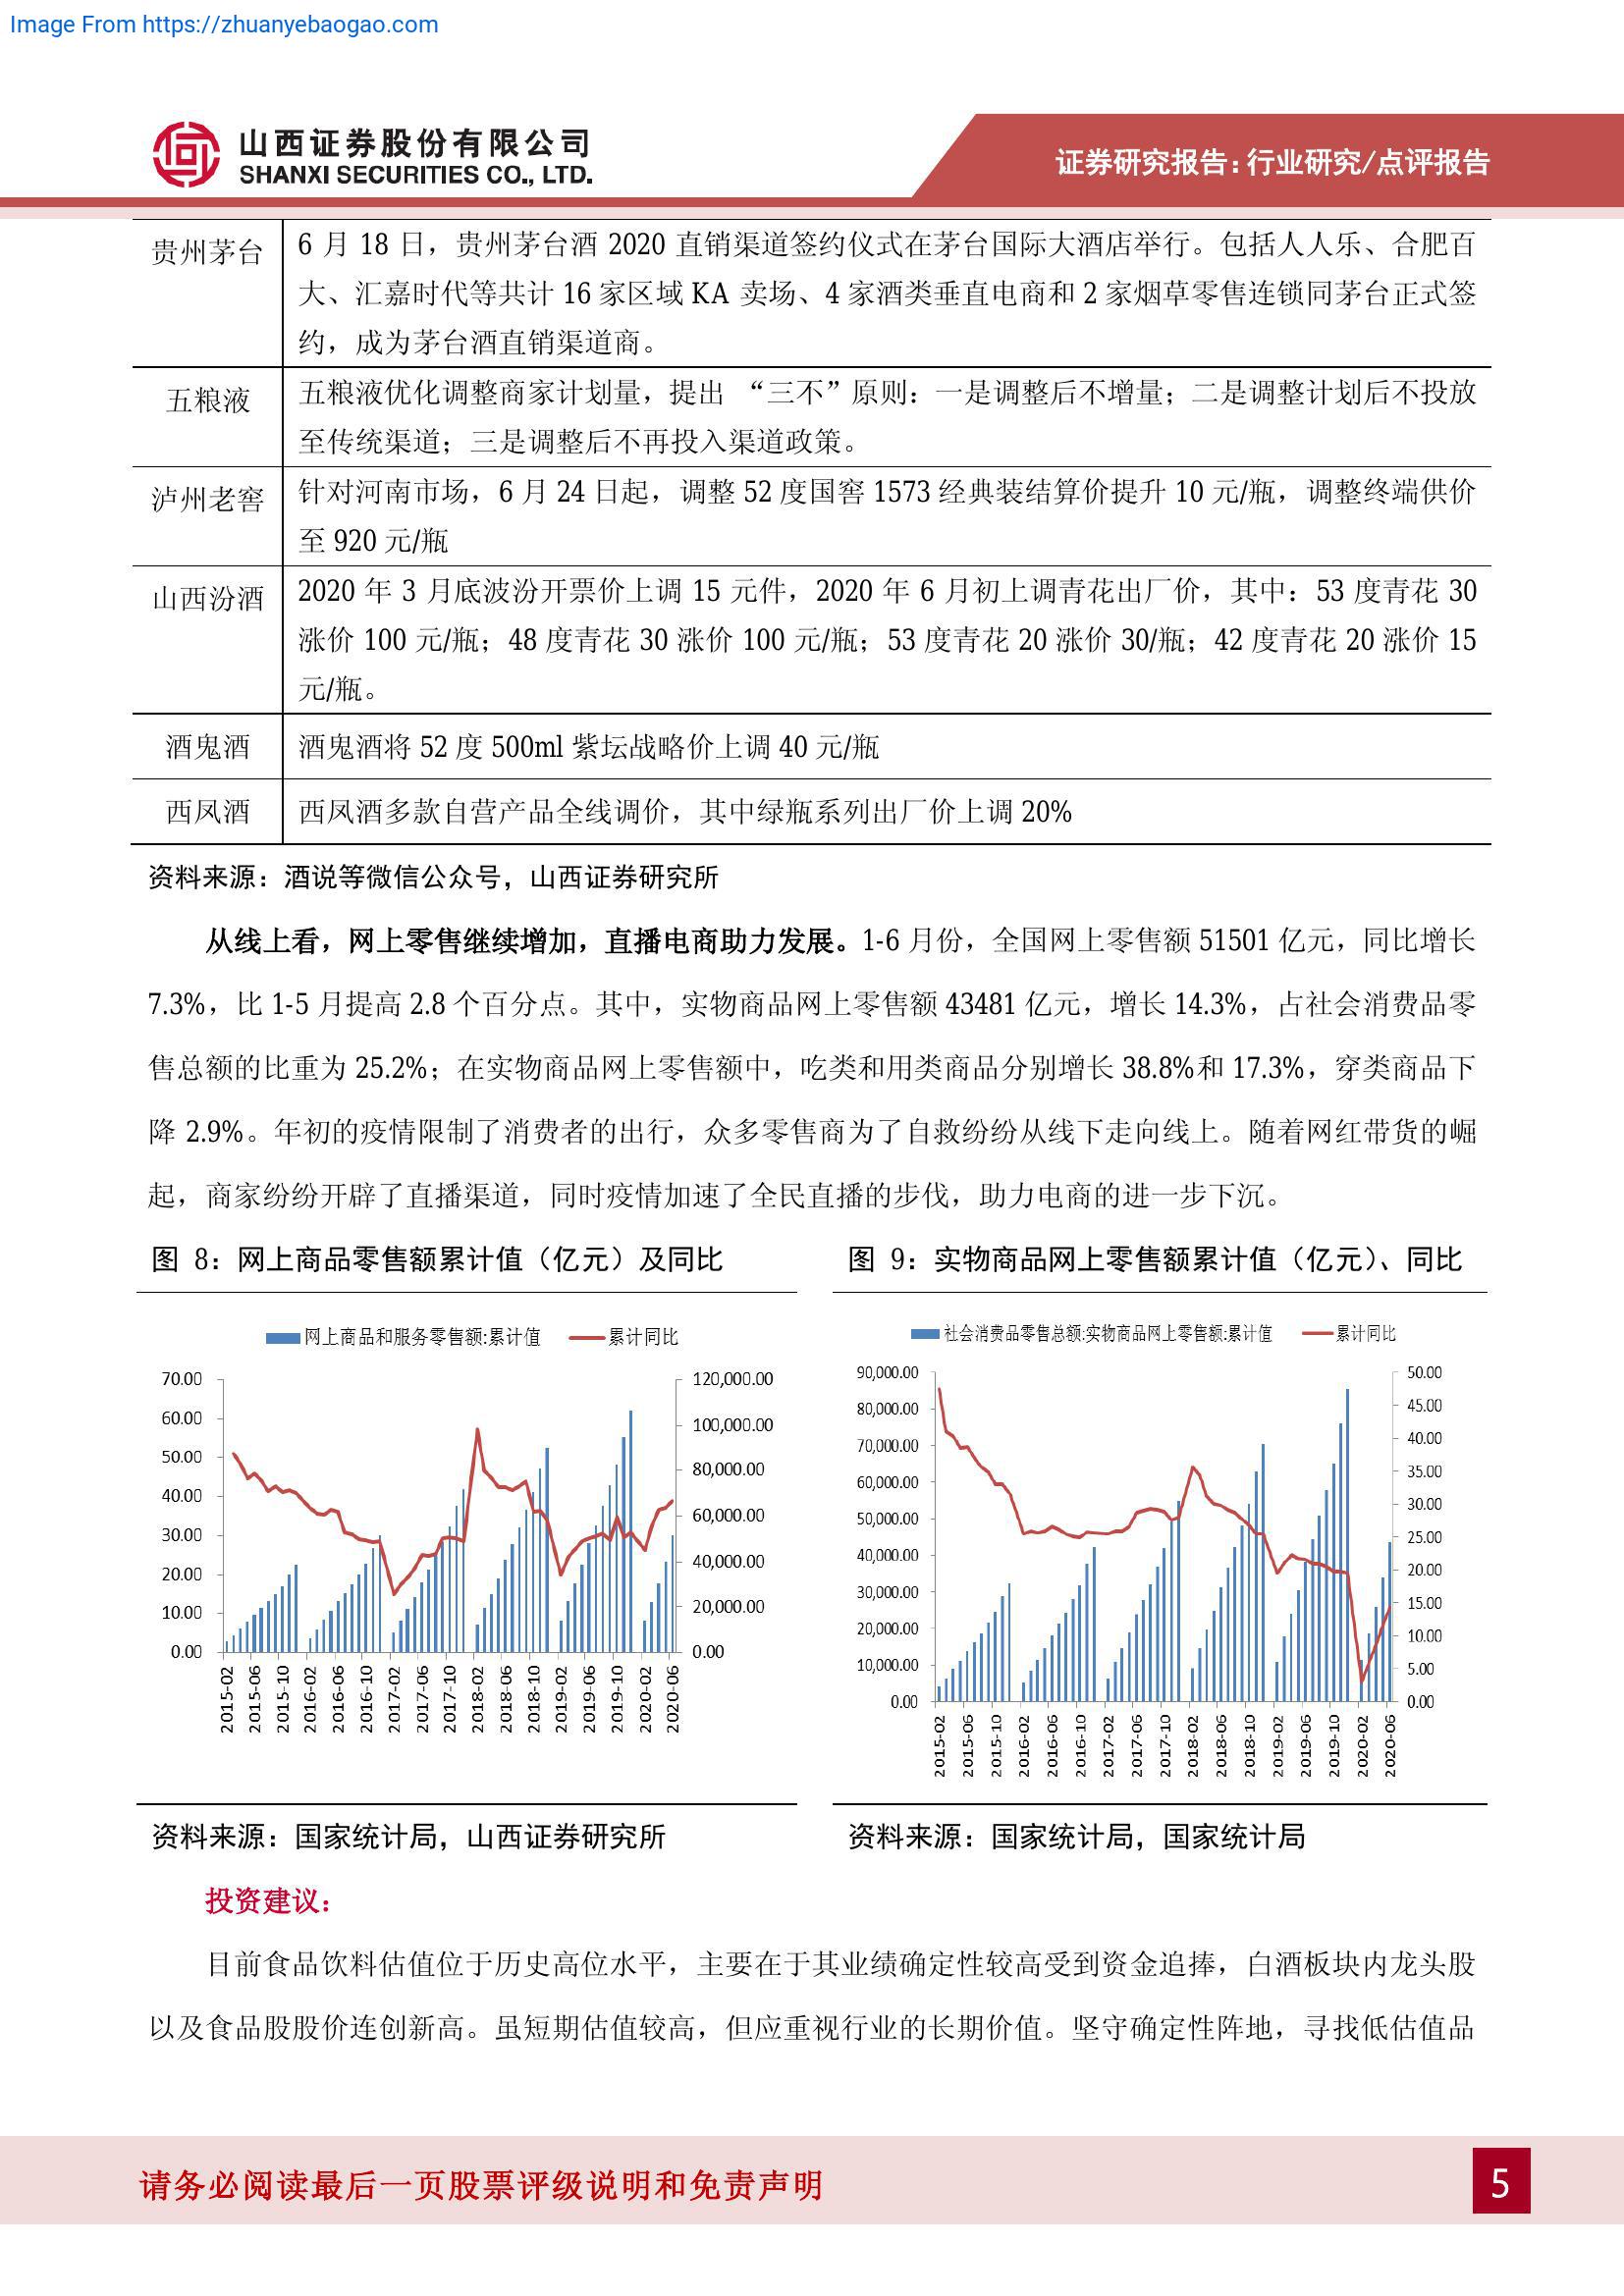 Image From https://zhuanyebaogao.com
山西证券股份有限公司
SHANXI SECURITIES CO., LTD.
证券研究报告：行业研究/点评报告
贵州茅台
6 月 18 日，贵州茅台酒 2020 直销渠道签约仪式在茅台国际大酒店举行。包括人人乐、合肥百
大、汇嘉时代等共计 16 家区域 KA 卖场、4 家酒类垂直电商和 2 家烟草零售连锁同茅台正式签
约，成为茅台酒直销渠道商。
五粮液
五粮液优化调整商家计划量，提出 “三不”原则：一是调整后不增量；二是调整计划后不投放
至传统渠道；三是调整后不再投入渠道政策。
泸州老窖
针对河南市场，6 月 24 日起，调整 52 度国窖 1573 经典装结算价提升 10 元/瓶，调整终端供价
至 920 元/瓶
山西汾酒
2020 年 3 月底波汾开票价上调 15 元件，2020 年 6 月初上调青花出厂价，其中：53 度青花 30
涨价 100 元/瓶；48 度青花 30 涨价 100 元/瓶；53 度青花 20 涨价 30/瓶；42 度青花 20 涨价 15
元/瓶。
酒鬼酒
酒鬼酒将 52 度 500ml 紫坛战略价上调 40 元/瓶
西凤酒
西凤酒多款自营产品全线调价，其中绿瓶系列出厂价上调 20%
资料来源：酒说等微信公众号，山西证券研究所
从线上看，网上零售继续增加，直播电商助力发展。1-6 月份，全国网上零售额 51501 亿元，同比增长
7.3%，比 1-5 月提高 2.8 个百分点。其中，实物商品网上零售额 43481 亿元，增长 14.3%，占社会消费品零
售总额的比重为 25.2%；在实物商品网上零售额中，吃类和用类商品分别增长 38.8%和 17.3%，穿类商品下
降 2.9%。年初的疫情限制了消费者的出行，众多零售商为了自救纷纷从线下走向线上。随着网红带货的崛
起，商家纷纷开辟了直播渠道，同时疫情加速了全民直播的步伐，助力电商的进一步下沉。
图 8：网上商品零售额累计值（亿元）及同比
网上商品和服务零售额:累计值 累计同比
70.00
60.00
50.00
40.00
30.00
20.00
10.00
0.00
120,000.00
100,000.00
80,000.00
60,000.00
40,000.00
20,000.00
0.00
2015-02
2015-06
2015-10
2016-02
2016-06
2016-10
2017-02
2017-06
2017-10
2018-02
2018-06
2018-10
2019-02
2019-06
2019-10
2020-02
2020-06
资料来源：国家统计局，山西证券研究所
图 9：实物商品网上零售额累计值（亿元）、同比
社会消费品零售总额:实物商品网上零售额:累计值 累计同比
90,000.00
80,000.00
70,000.00
60,000.00
50,000.00
40,000.00
30,000.00
20,000.00
10,000.00
0.00
50.00
45.00
40.00
35.00
30.00
25.00
20.00
15.00
10.00
5.00
0.00
2015-02
2015-06
2015-10
2016-02
2016-06
2016-10
2017-02
2017-06
2017-10
2018-02
2018-06
2018-10
2019-02
2019-06
2019-10
2020-02
2020-06
资料来源：国家统计局，国家统计局
投资建议：
目前食品饮料估值位于历史高位水平，主要在于其业绩确定性较高受到资金追捧，白酒板块内龙头股
以及食品股股价连创新高。虽短期估值较高，但应重视行业的长期价值。坚守确定性阵地，寻找低估值品
请务必阅读最后一页股票评级说明和免责声明
5